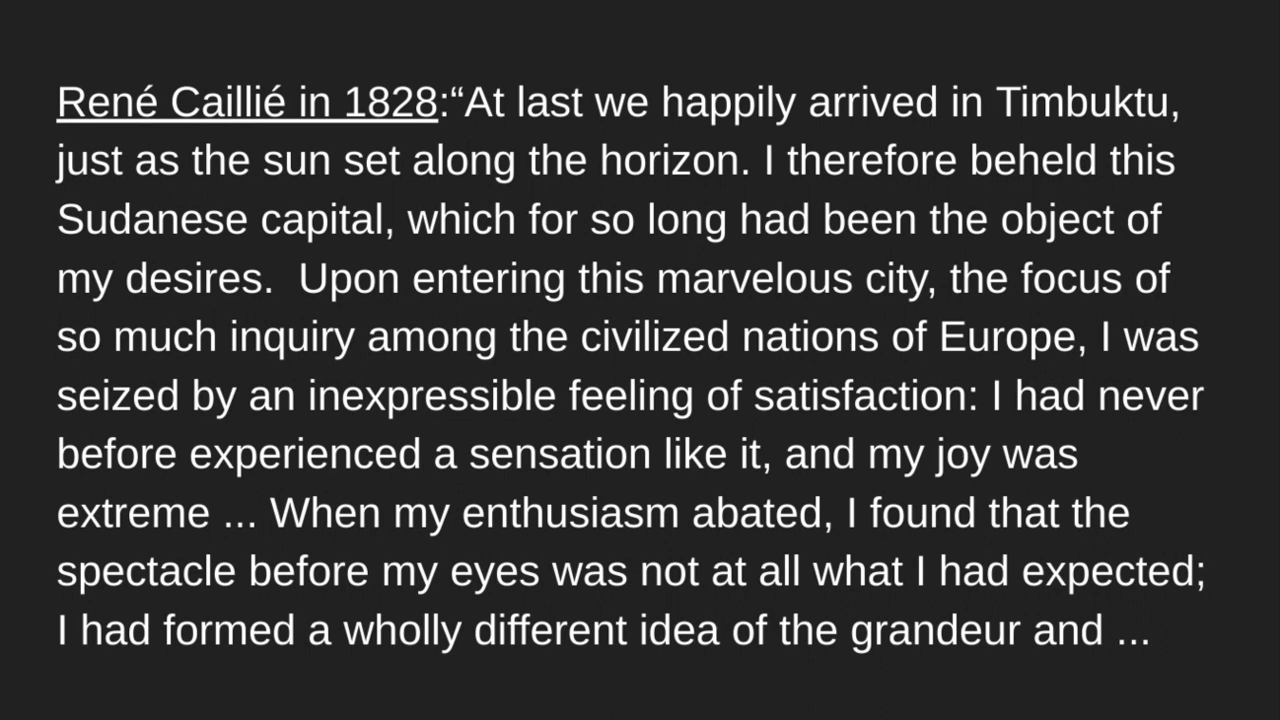 René Caillié in 1828:“At last we happily arrived in Timbuktu,
just as the sun set along the horizon. I therefore beheld this
Sudanese capital, which for so long had been the object of
my desires.  Upon entering this marvelous city, the focus of
so much inquiry among the civilized nations of Europe, I was
seized by an inexpressible feeling of satisfaction: I had never
before experienced a sensation like it, and my joy was
extreme ... When my enthusiasm abated, I found that the
spectacle before my eyes was not at all what I had expected;
I had formed a wholly different idea of the grandeur and ...